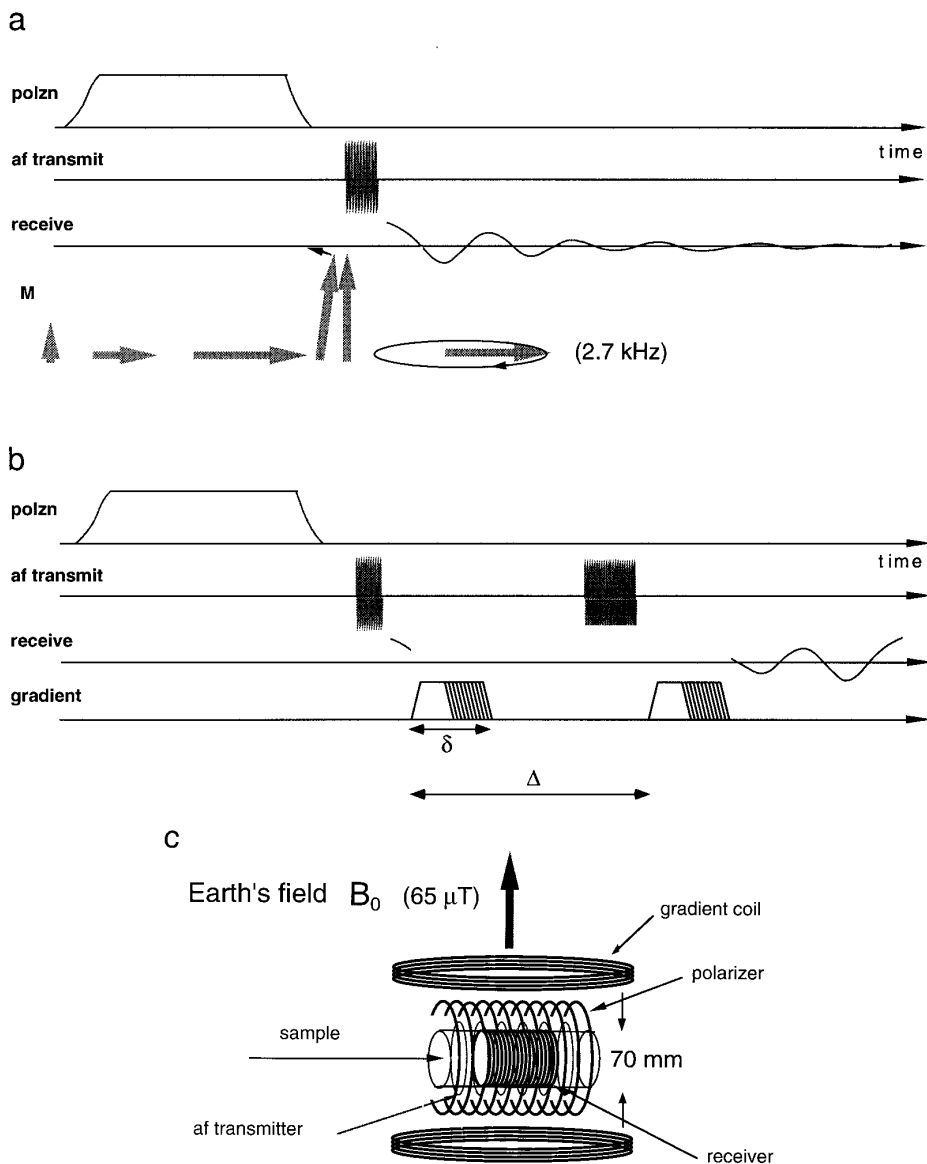 a
polzn
af transmit
time
receive
M
(2.7 kHz)
b
polzn
af transmit
time
receive
gradient
δ
Δ
c
Earth's field B₀ (65 μT)
gradient coil
polarizer
sample
70 mm
af transmitter
receiver